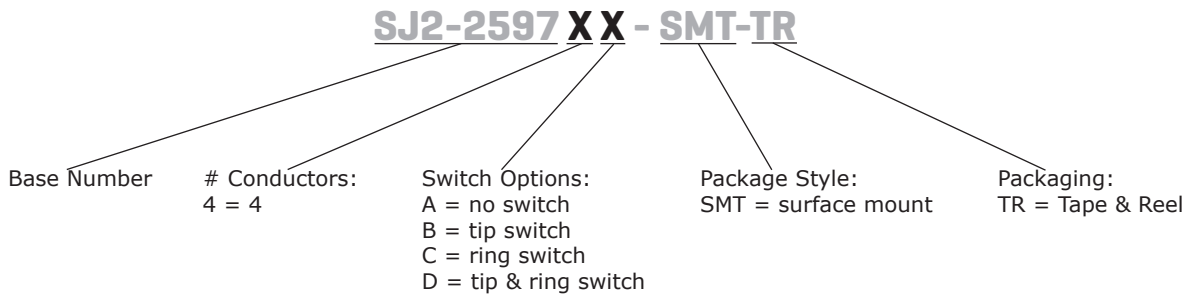 SJ2-2597 X X - SMT-TR
Base Number
# Conductors:
4 = 4
Switch Options:
A = no switch
B = tip switch
C = ring switch
D = tip & ring switch
Package Style:
SMT = surface mount
Packaging:
TR = Tape & Reel